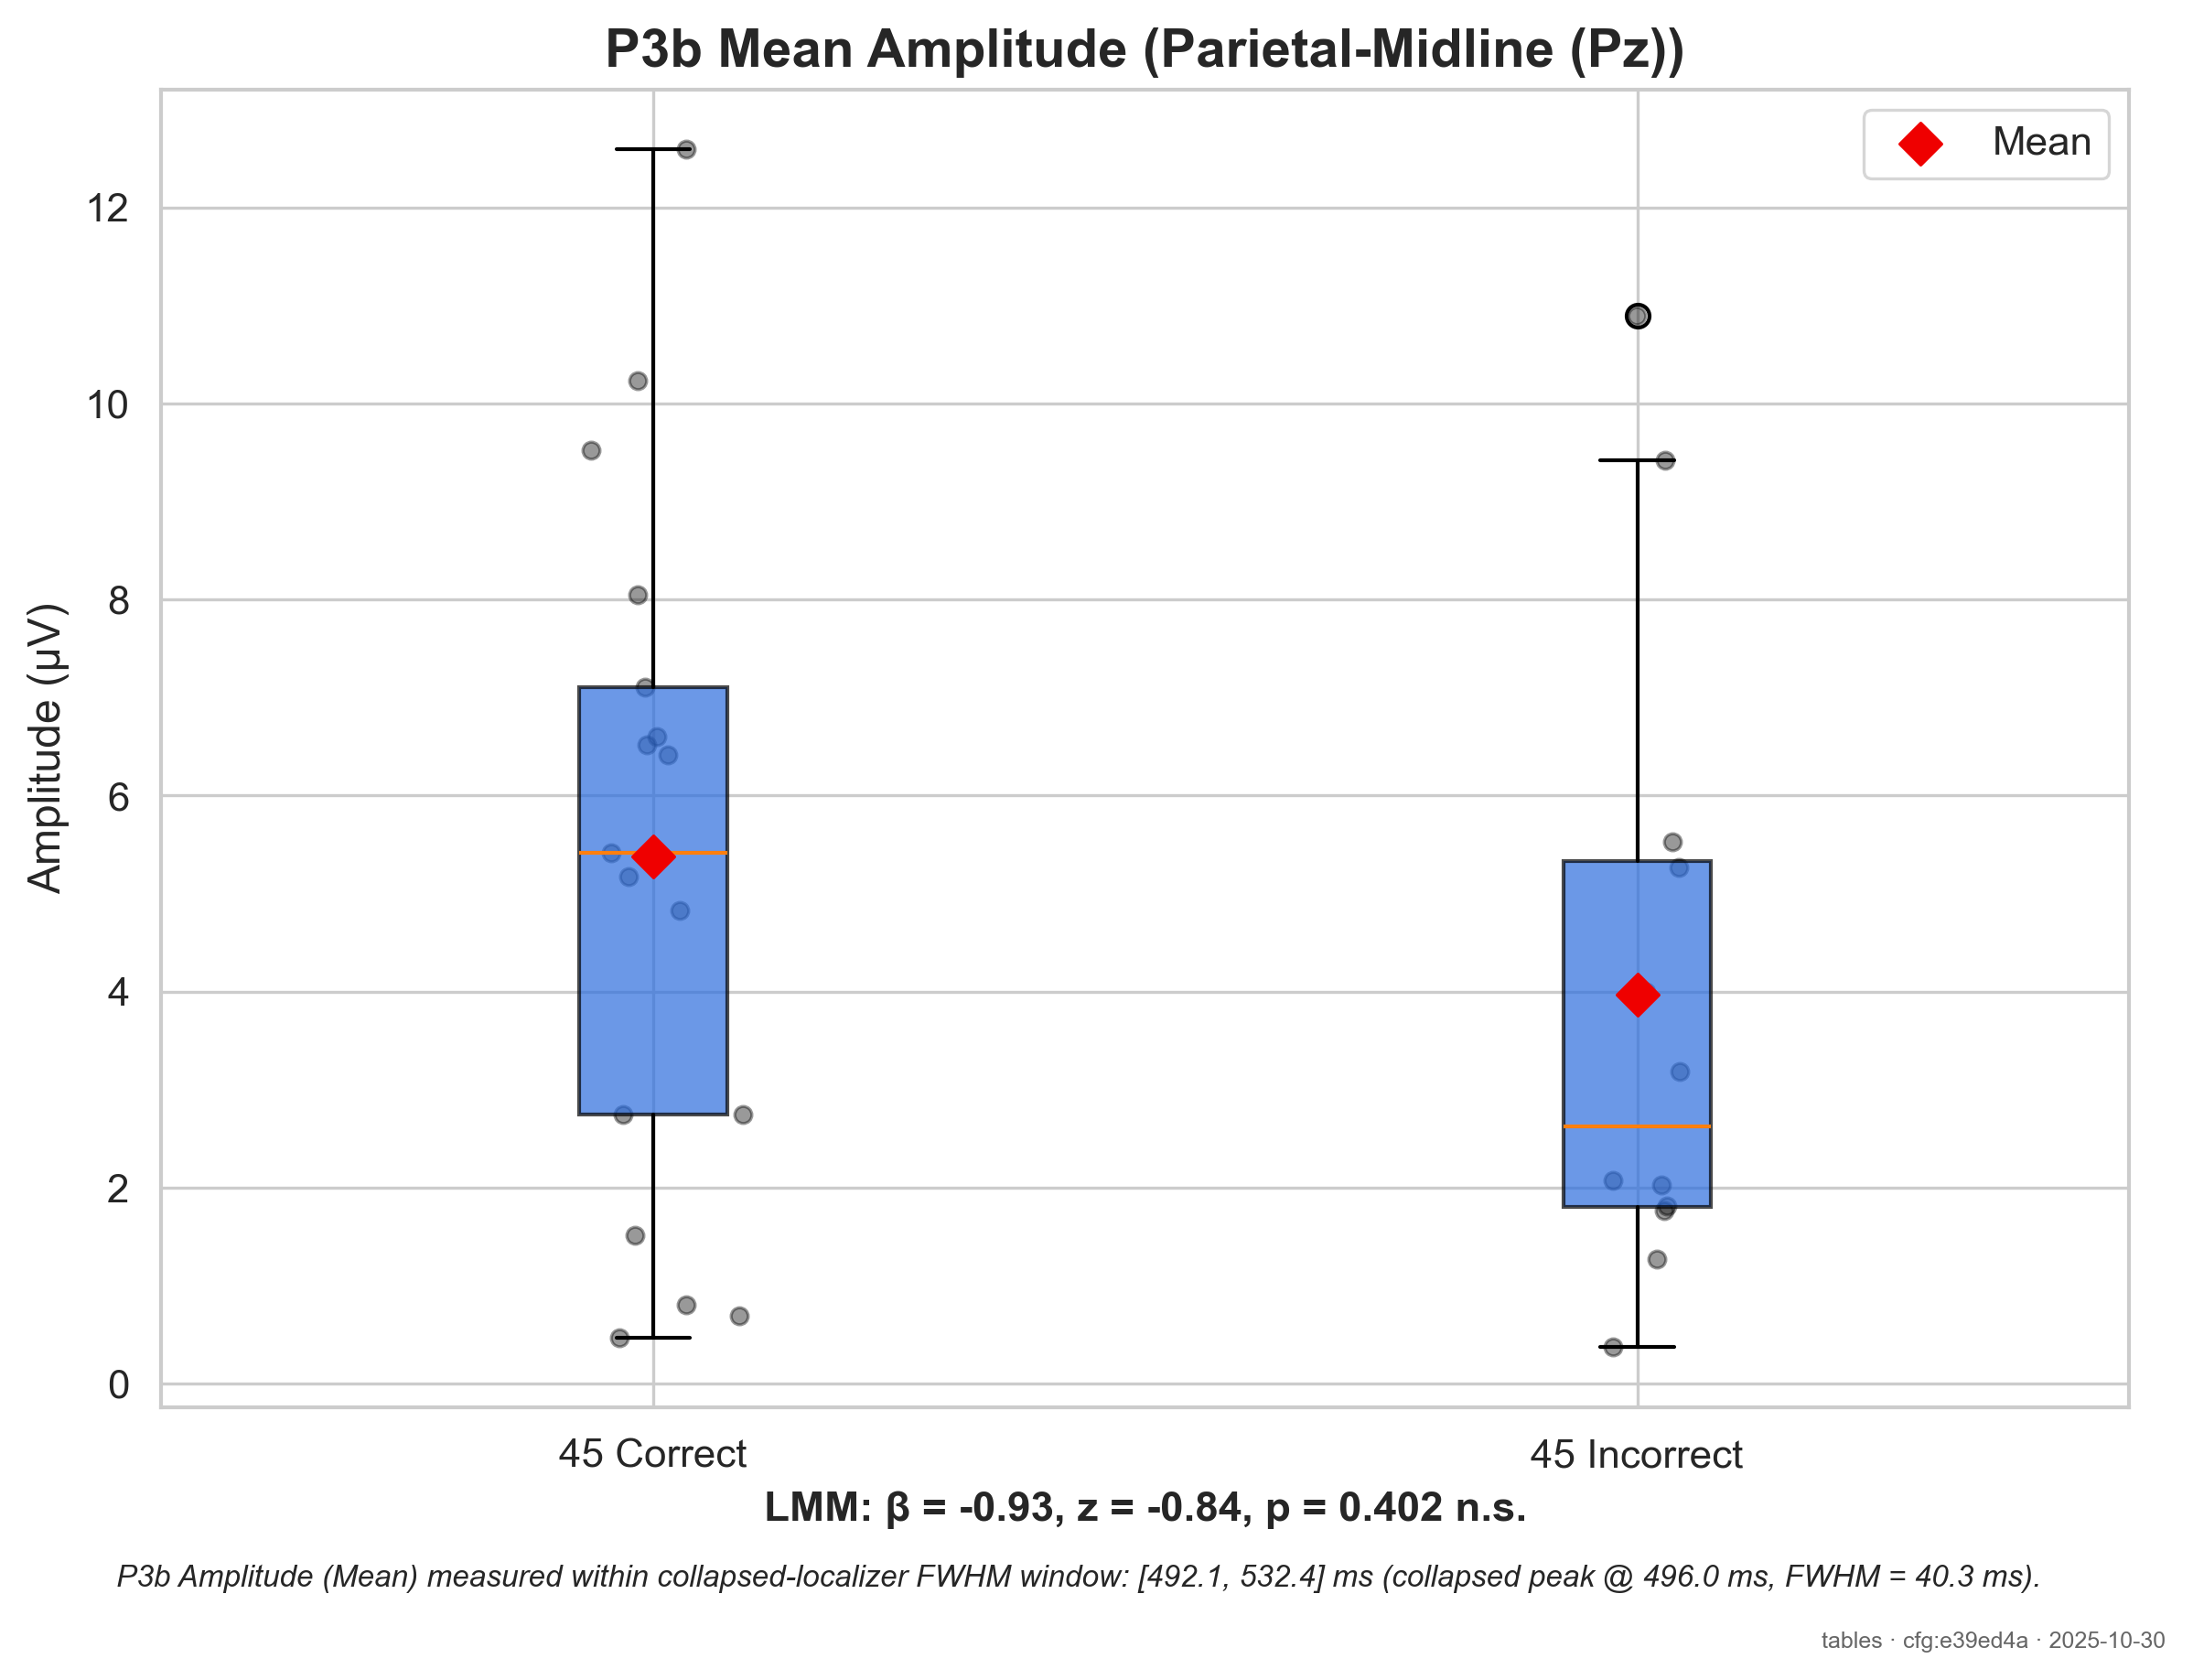 P3b Mean Amplitude (Parietal-Midline (Pz))
Mean
Amplitude (µV)
12
10
8
6
4
2
0
45 Correct
45 Incorrect
LMM: β = -0.93, z = -0.84, p = 0.402 n.s.
P3b Amplitude (Mean) measured within collapsed-localizer FWHM window: [492.1, 532.4] ms (collapsed peak @ 496.0 ms, FWHM = 40.3 ms).
tables · cfg:e39ed4a · 2025-10-30